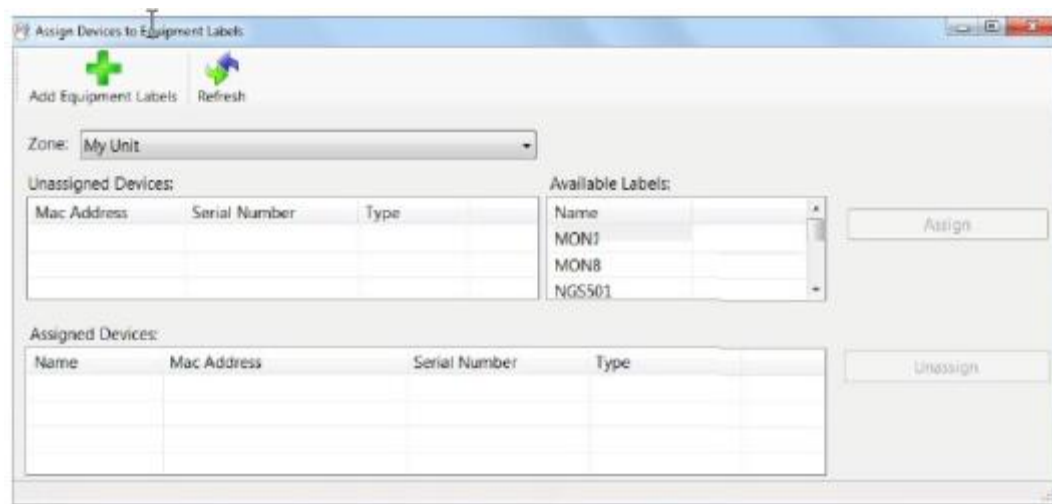 Assign Devices to Equipment Labels
Add Equipment Labels Refresh
Zone: My Unit
Unassigned Devices: Available Labels:
Mac Address Serial Number Type Name
MON1
MON8
NGS501
Assign
Assigned Devices:
Name Mac Address Serial Number Type
Unassign